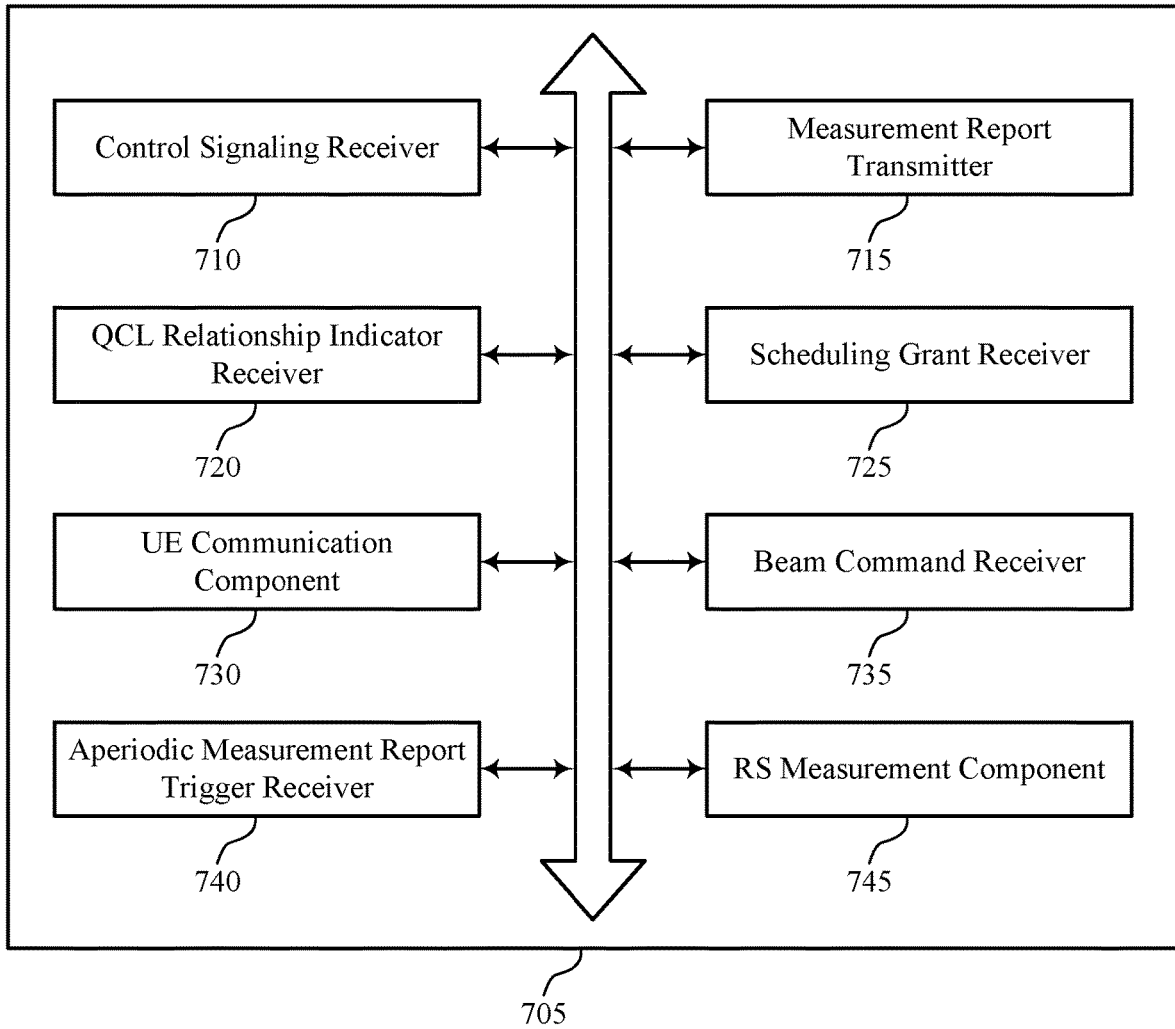 Control Signaling Receiver
710
Measurement Report
Transmitter
715
QCL Relationship Indicator
Receiver
720
Scheduling Grant Receiver
725
UE Communication
Component
730
Beam Command Receiver
735
Aperiodic Measurement Report
Trigger Receiver
740
RS Measurement Component
745
705